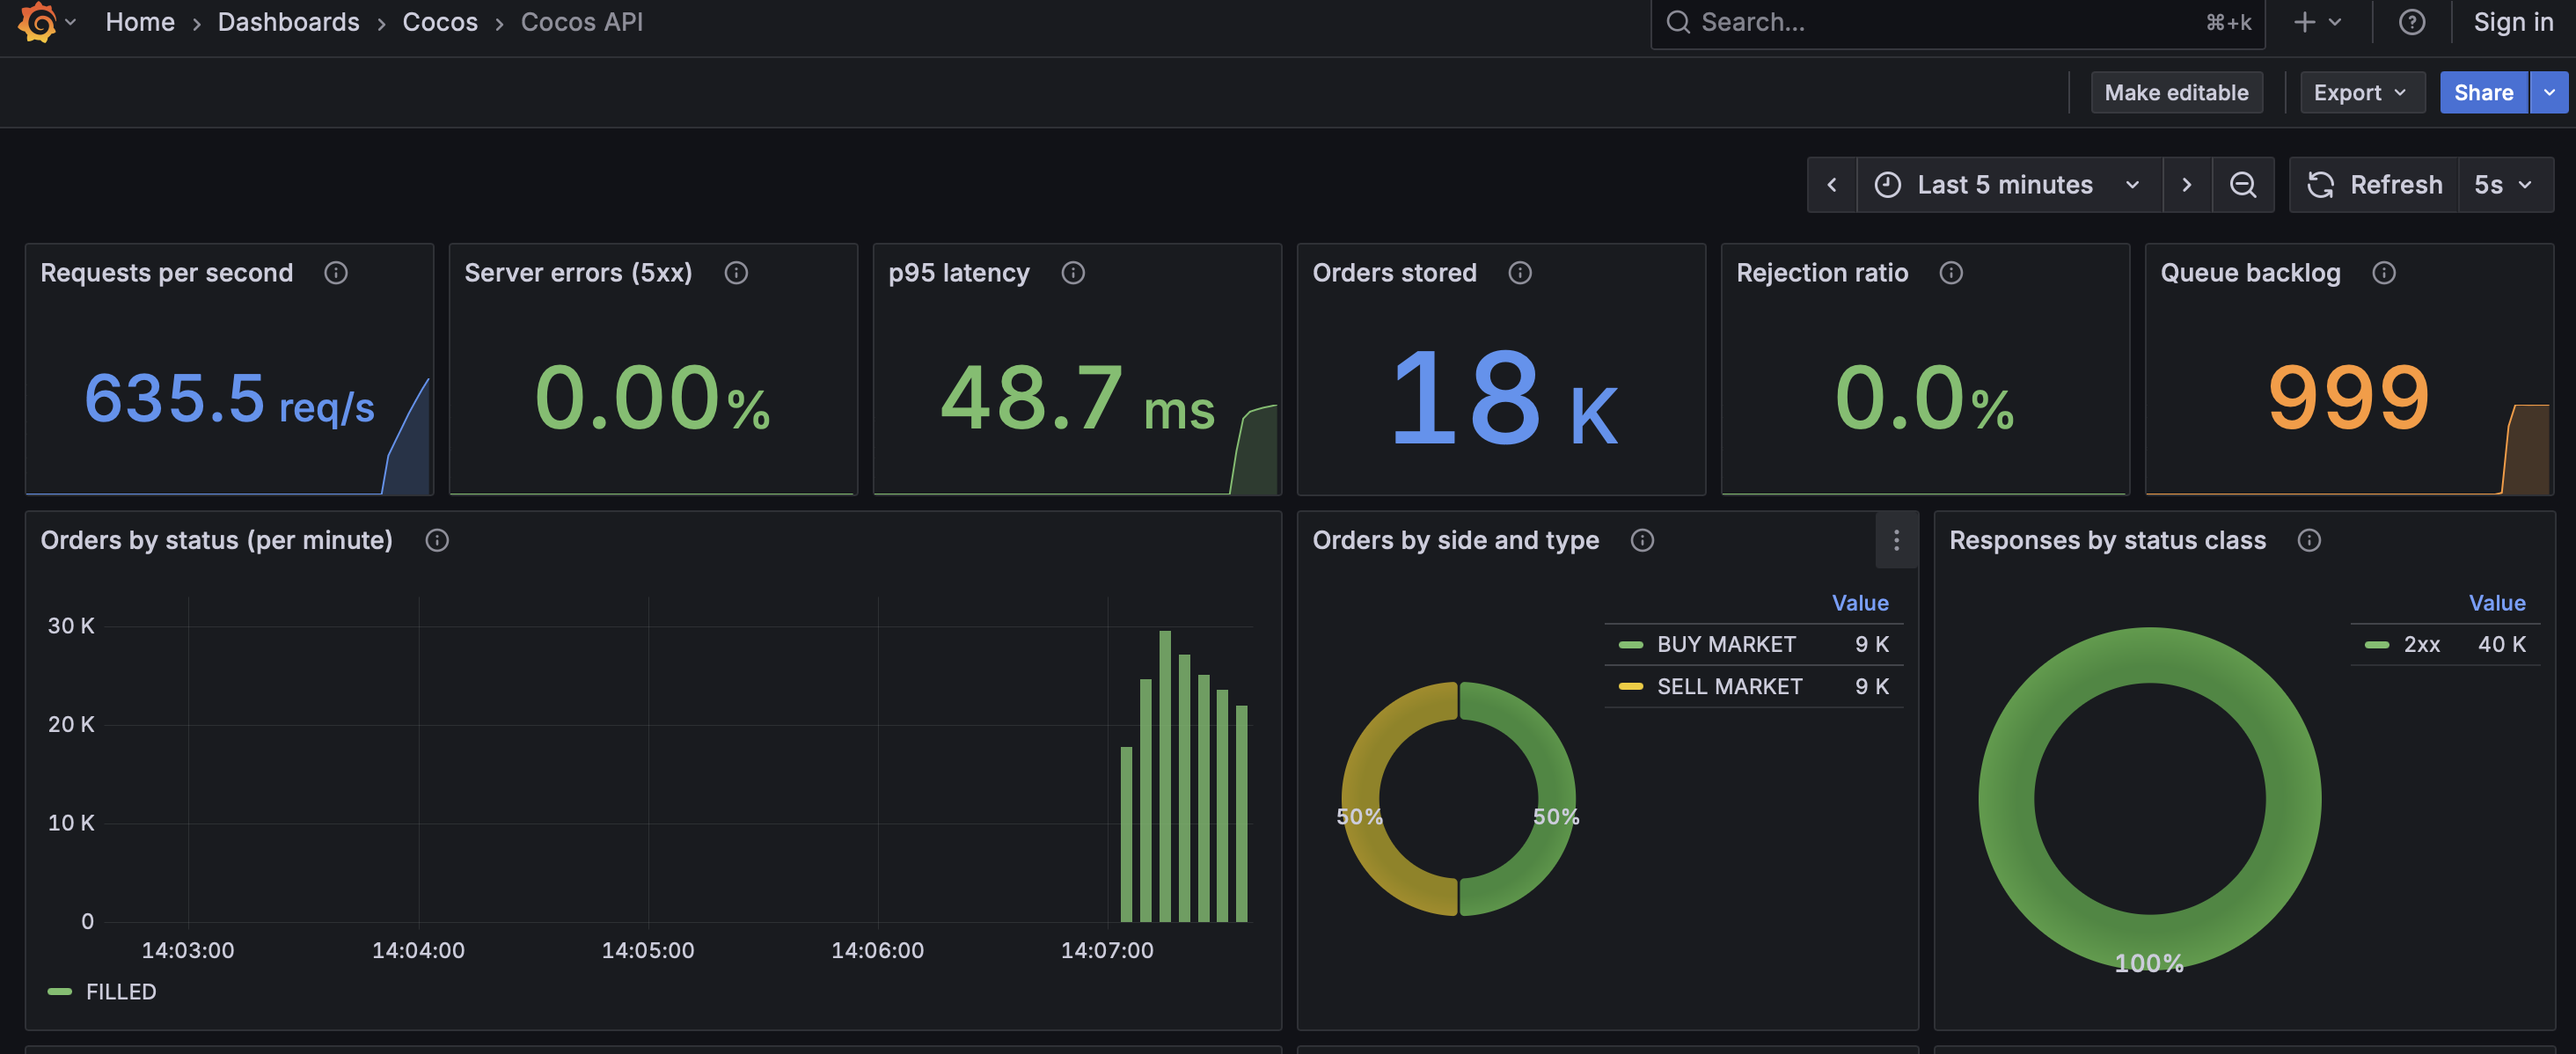 Home > Dashboards > Cocos > Cocos API
Search... ⌘+k
Sign in
Make editable
Export
Share
Last 5 minutes
Refresh
5s
Requests per second
635.5 req/s
Server errors (5xx)
0.00%
p95 latency
48.7 ms
Orders stored
18 K
Rejection ratio
0.0%
Queue backlog
999
Orders by status (per minute)
30 K
20 K
10 K
0
14:03:00 14:04:00 14:05:00 14:06:00 14:07:00
FILLED
Orders by side and type
Value
BUY MARKET 9 K
SELL MARKET 9 K
50% 50%
Responses by status class
Value
2xx 40 K
100%